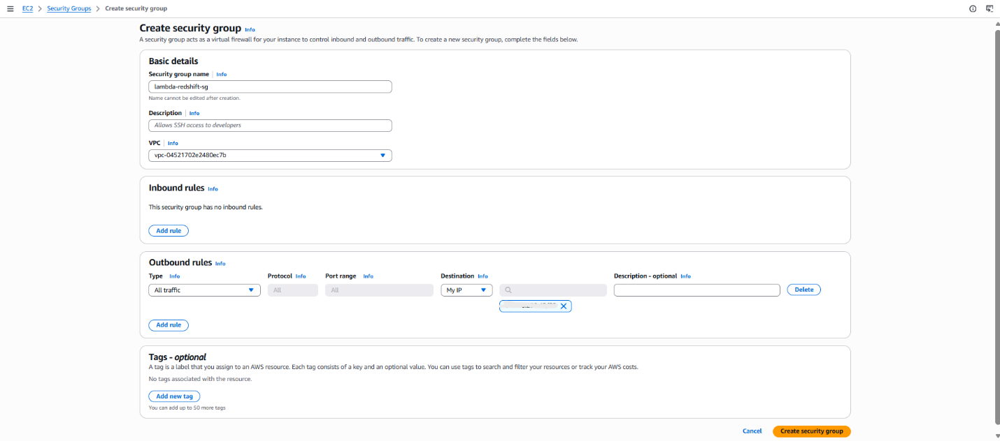 EC2 > Security Groups > Create security group
Create security group Info
A security group acts as a virtual firewall for your instance to control inbound and outbound traffic. To create a new security group, complete the fields below.
Basic details
Security group name Info
lambda-redshift-sg
Name cannot be edited after creation.
Description Info
Allows SSH access to developers
VPC Info
vpc-04521702e2480ec7b
Inbound rules Info
This security group has no inbound rules.
Add rule
Outbound rules Info
Type Info Protocol Info Port range Info Destination Info Description - optional Info
All traffic All All My IP Delete
Add rule
Tags - optional
A tag is a label that you assign to an AWS resource. Each tag consists of a key and an optional value. You can use tags to search and filter your resources or track your AWS costs.
No tags associated with the resource.
Add new tag
You can add up to 50 more tags
Cancel Create security group